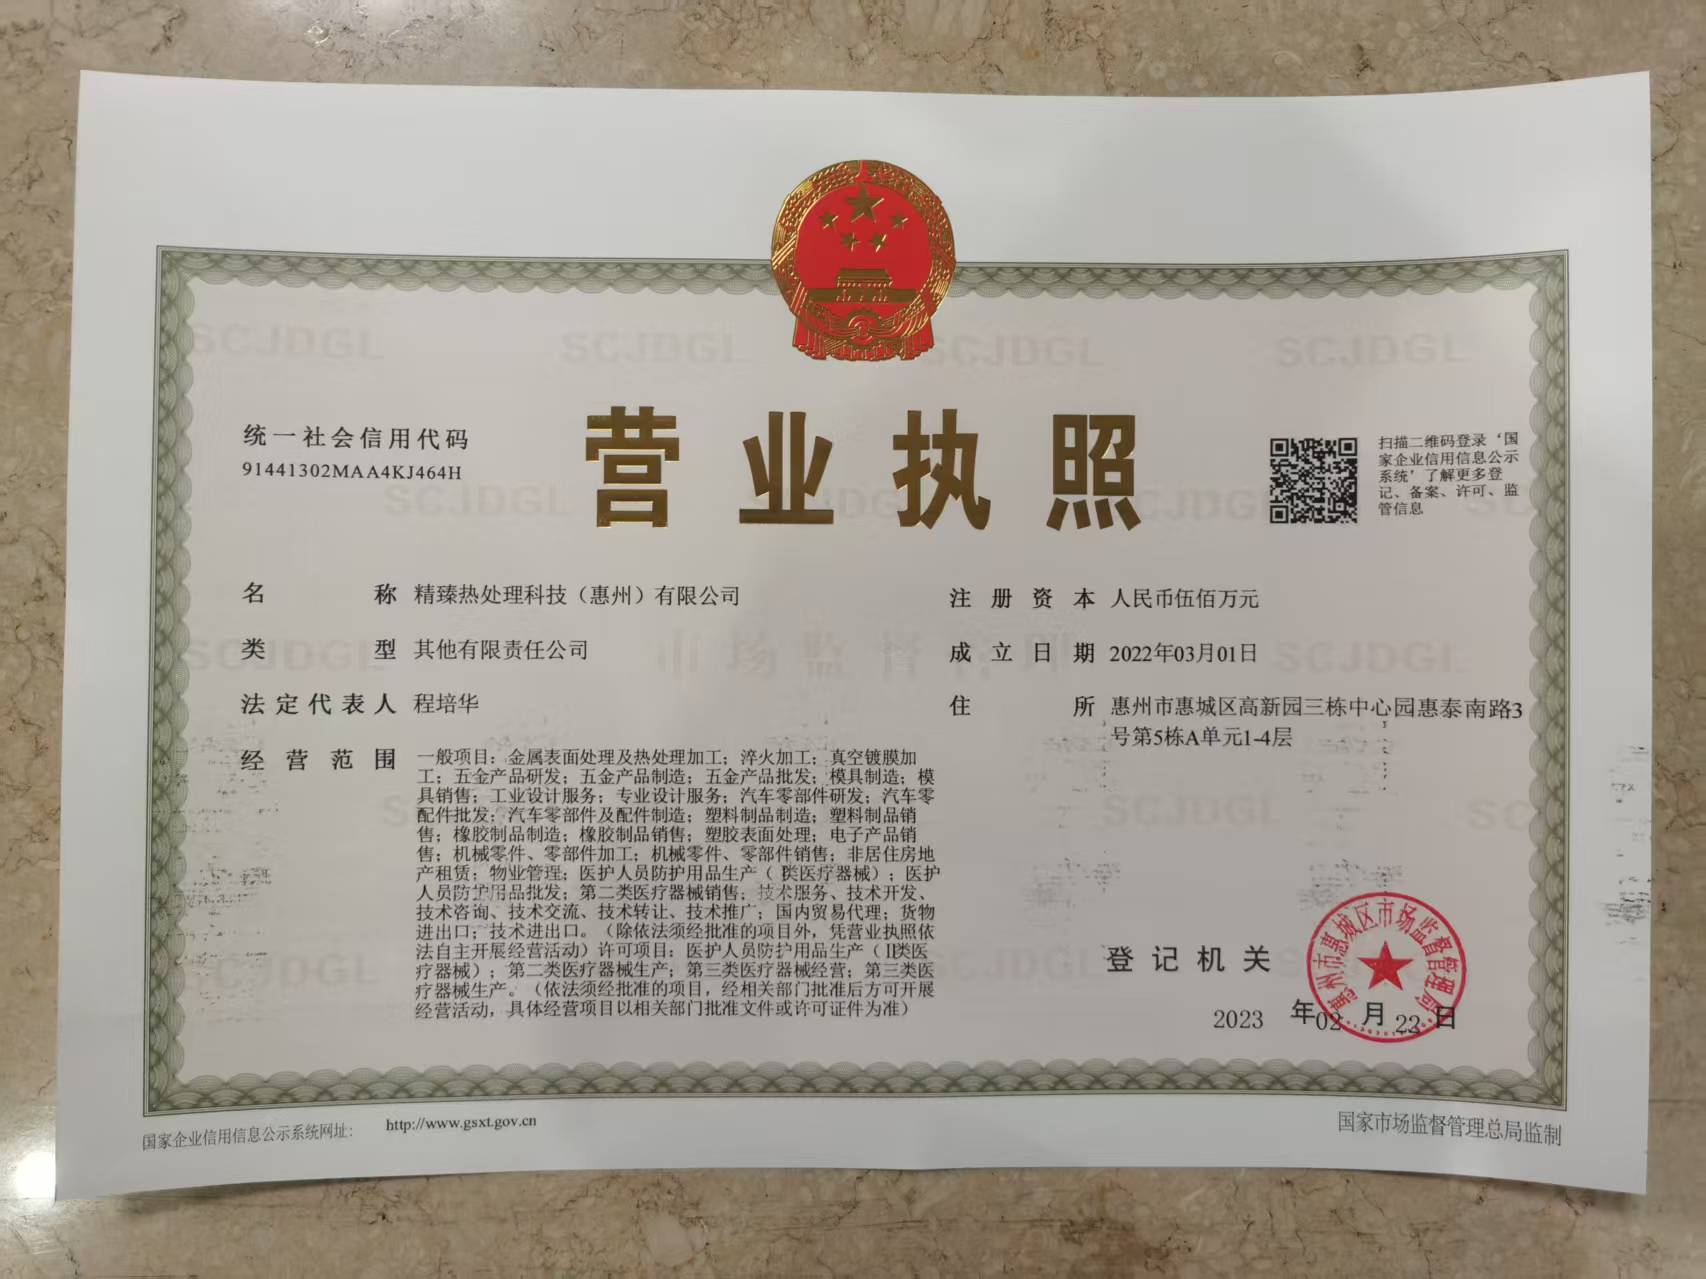 统一社会信用代码
91441302MAA4KJ464H
营业执照
扫描二维码登录‘国
家企业信用信息公示
系统’了解更多登
记、备案、许可、监
管信息
名称 精臻热处理科技（惠州）有限公司
类型 其他有限责任公司
法定代表人 程培华
经营范围 一般项目：金属表面处理及热处理加工；淬火加工；真空镀膜加
工；五金产品研发；五金产品制造；五金产品批发；模具制造；模
具销售；工业设计服务；专业设计服务；汽车零部件研发；汽车零
配件批发；汽车零部件及配件制造；塑料制品制造；塑料制品销
售；橡胶制品制造；橡胶制品销售；塑胶表面处理；电子产品销
售；机械零件、零部件加工；机械零件、零部件销售；非居住房地
产租赁；物业管理；医护人员防护用品生产（Ⅰ类医疗器械）；医护
人员防护用品批发；第二类医疗器械销售；技术服务、技术开发、
技术咨询、技术交流、技术转让、技术推广；国内贸易代理；货物
进出口；技术进出口。（除依法须经批准的项目外，凭营业执照依
法自主开展经营活动）许可项目：医护人员防护用品生产（Ⅱ类医
疗器械）；第二类医疗器械生产；第三类医疗器械经营；第三类医
疗器械生产。（依法须经批准的项目，经相关部门批准后方可开展
经营活动，具体经营项目以相关部门批准文件或许可证件为准）
注册资本 人民币伍佰万元
成立日期 2022年03月01日
住所 惠州市惠城区高新园三栋中心园惠泰南路3
号第5栋A单元1-4层
登记机关
惠州市惠城区市场监督管理局
2023 年02 月 22 日
国家企业信用信息公示系统网址： http://www.gsxt.gov.cn
国家市场监督管理总局监制